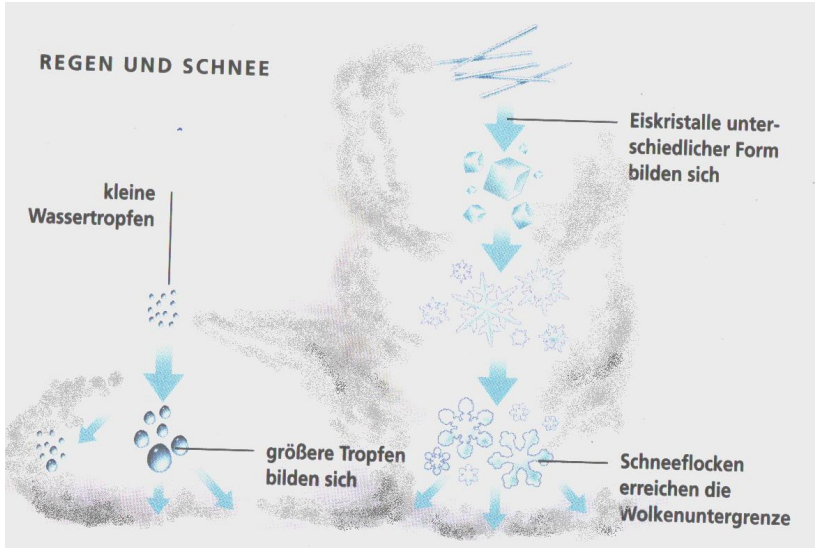 REGEN UND SCHNEE
Eiskristalle unter-
schiedlicher Form
bilden sich
kleine
Wassertropfen
größere Tropfen
bilden sich
Schneeflocken
erreichen die
Wolkenuntergrenze